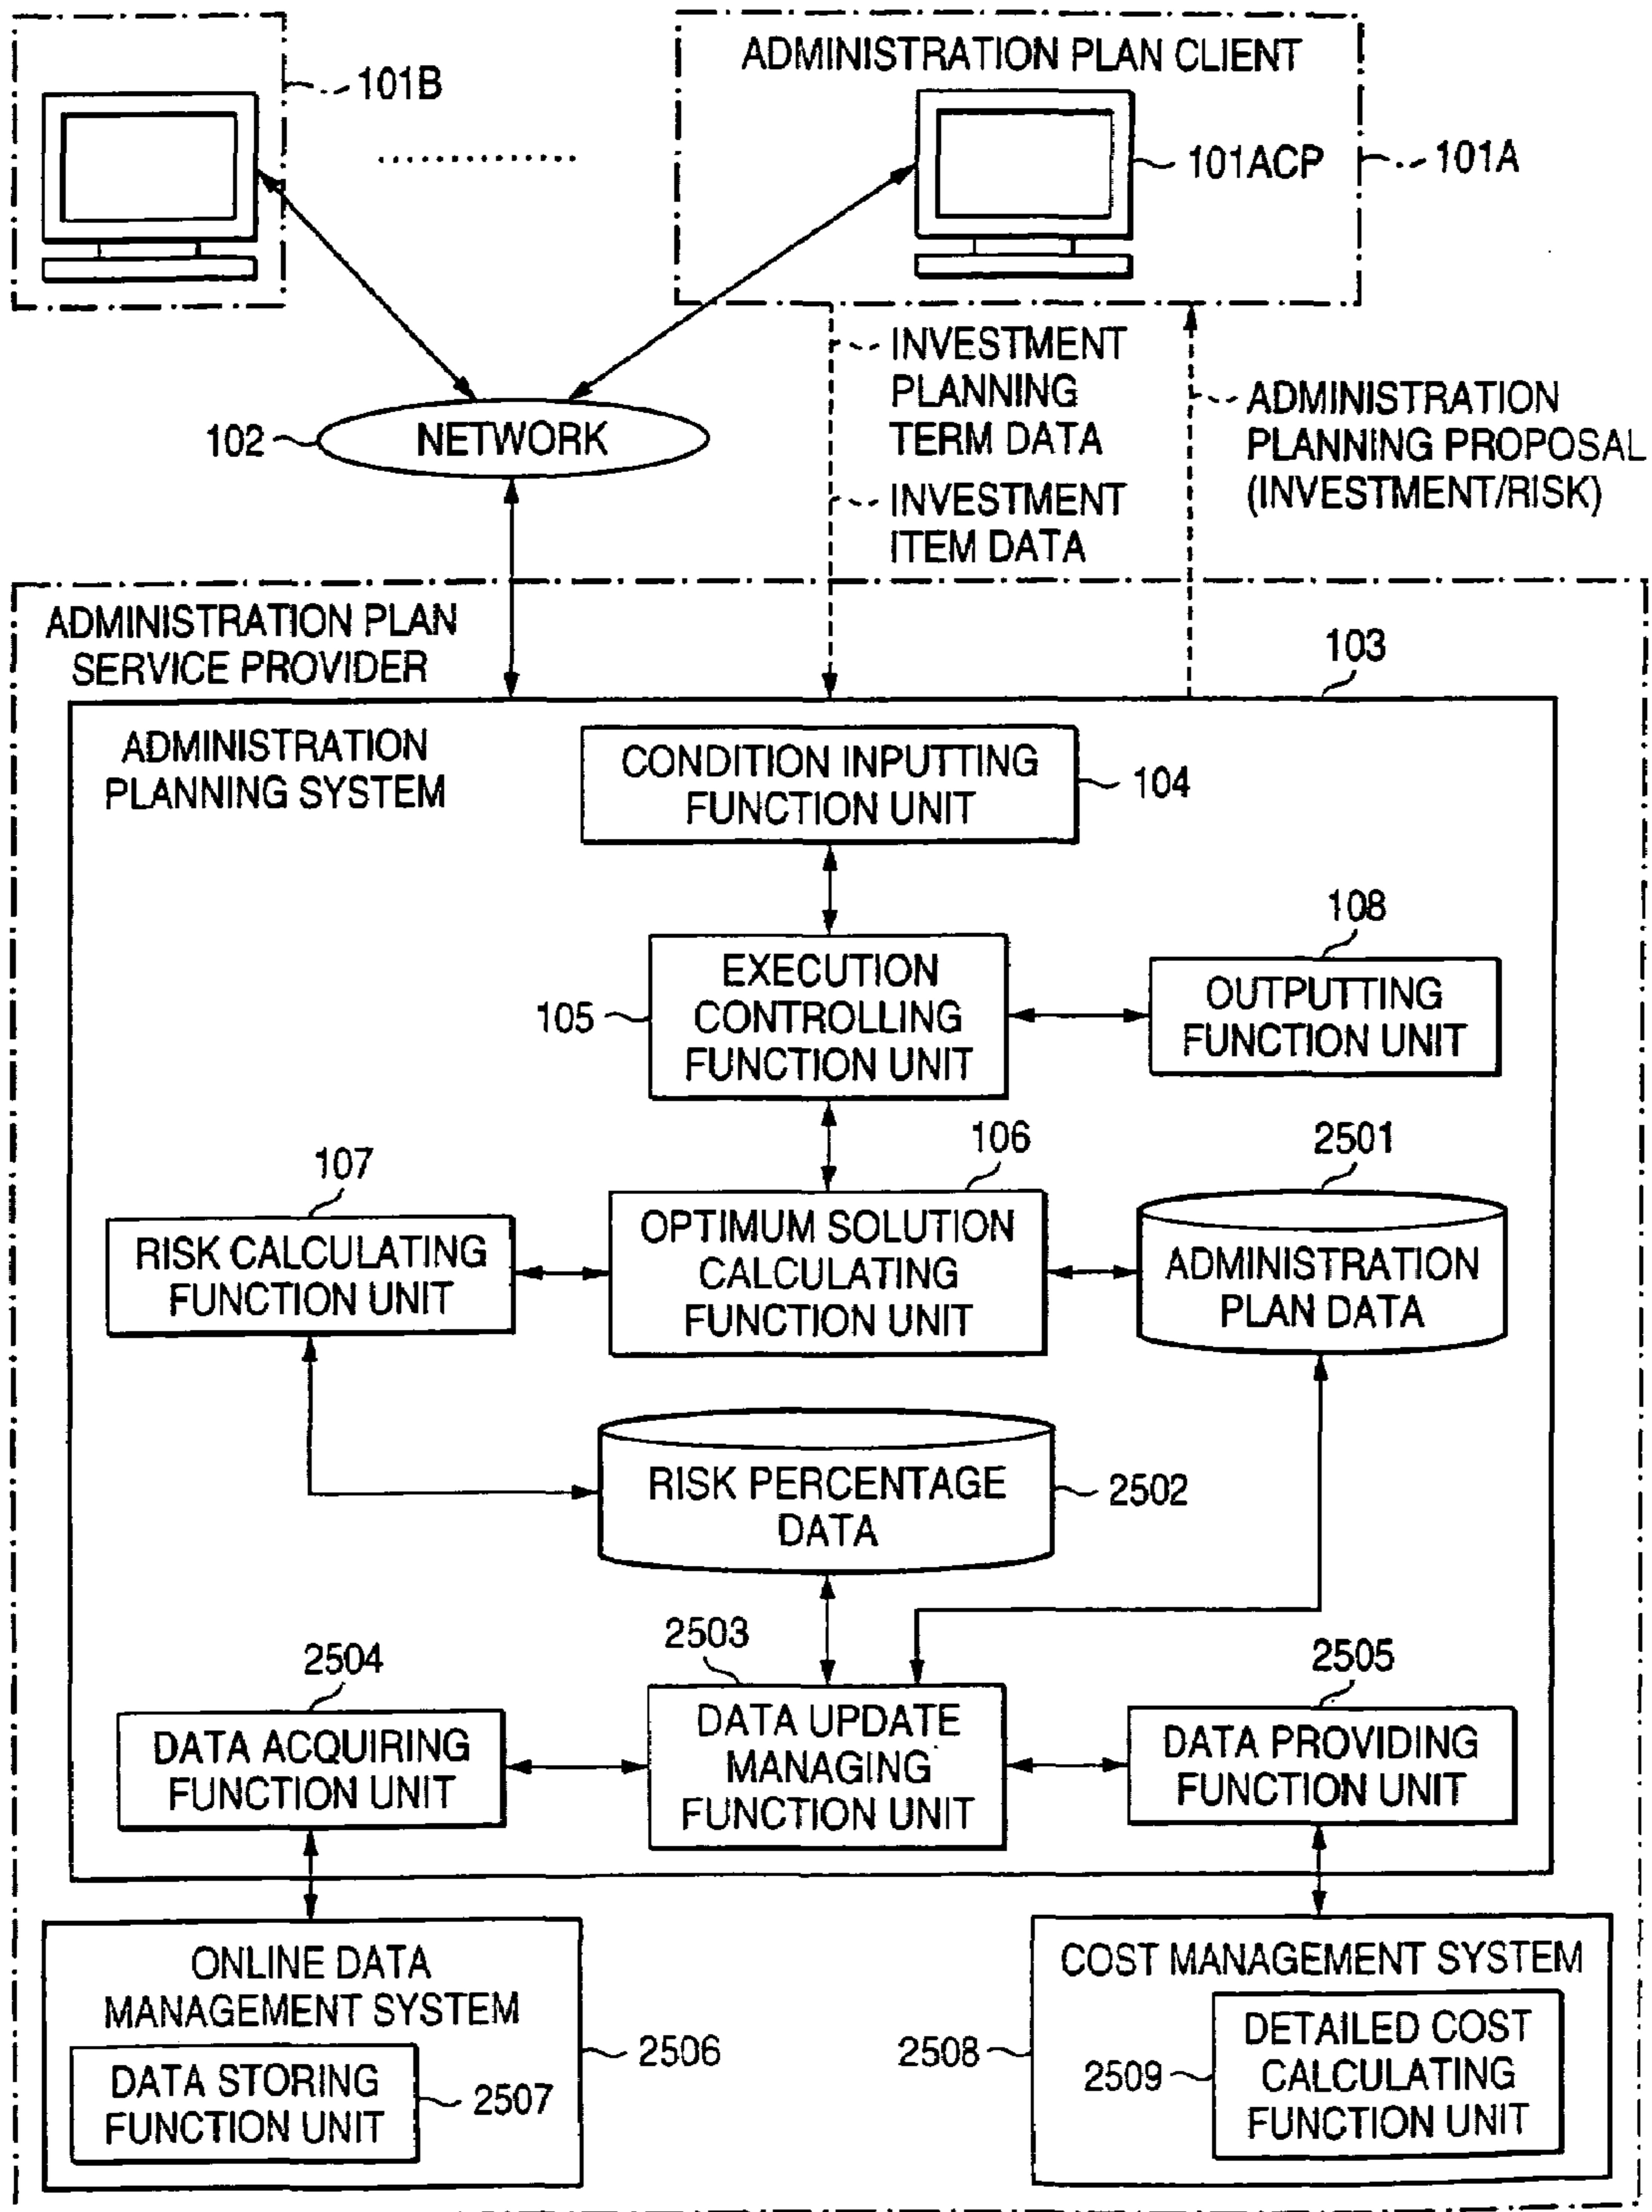 ADMINISTRATION PLAN CLIENT
101B
101ACP
101A
INVESTMENT
PLANNING
TERM DATA
ADMINISTRATION
PLANNING PROPOSAL
(INVESTMENT/RISK)
102
NETWORK
INVESTMENT
ITEM DATA
ADMINISTRATION PLAN
SERVICE PROVIDER
103
ADMINISTRATION
PLANNING SYSTEM
CONDITION INPUTTING
FUNCTION UNIT
104
108
105
EXECUTION
CONTROLLING
FUNCTION UNIT
OUTPUTTING
FUNCTION UNIT
107
106
2501
RISK CALCULATING
FUNCTION UNIT
OPTIMUM SOLUTION
CALCULATING
FUNCTION UNIT
ADMINISTRATION
PLAN DATA
RISK PERCENTAGE
DATA
2502
2504
2503
2505
DATA ACQUIRING
FUNCTION UNIT
DATA UPDATE
MANAGING
FUNCTION UNIT
DATA PROVIDING
FUNCTION UNIT
ONLINE DATA
MANAGEMENT SYSTEM
2506
DATA STORING
FUNCTION UNIT
2507
COST MANAGEMENT SYSTEM
2508
2509
DETAILED COST
CALCULATING
FUNCTION UNIT